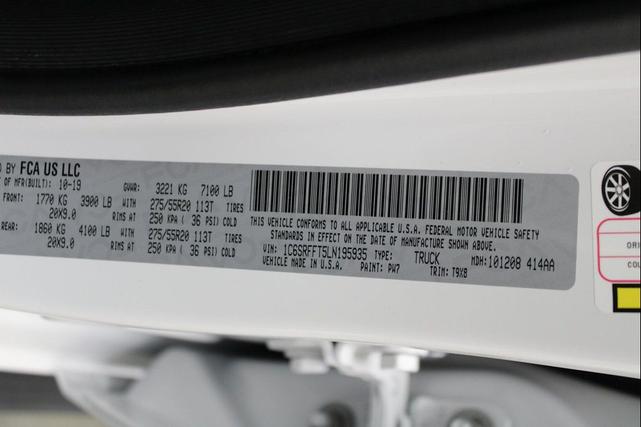 D BY FCA US LLC
OF MFR(BUILT): 10-19 GVWR: 3221 KG 7100 LB
FRONT: 1770 KG 3900 LB WITH 275/55R20 113T TIRES
20X9.0 RIMS AT 250 KPA ( 36 PSI) COLD
REAR: 1860 KG 4100 LB WITH 275/55R20 113T TIRES
20X9.0 RIMS AT 250 KPA ( 36 PSI) COLD
THIS VEHICLE CONFORMS TO ALL APPLICABLE U.S.A. FEDERAL MOTOR VEHICLE SAFETY
STANDARDS IN EFFECT ON THE DATE OF MANUFACTURE SHOWN ABOVE.
VIN: 1C6SRFFT5LN195935 TYPE: TRUCK MDH: 101208 414AA
VEHICLE MADE IN U.S.A. PAINT: PW7 TRIM: T9X8
ORI
COL